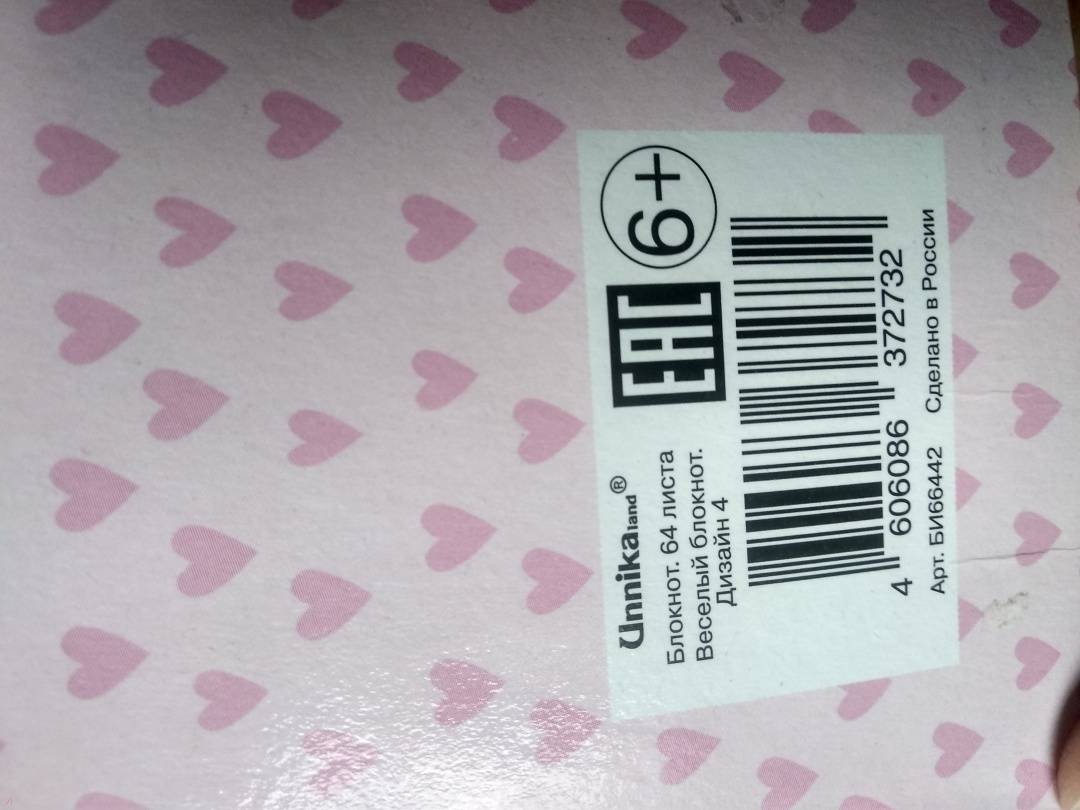 Unnikaland®
Блокнот. 64 листа
Веселый блокнот.
Дизайн 4
ЕАС
6+
4 606086 372732
Арт. БИ66442 Сделано в России